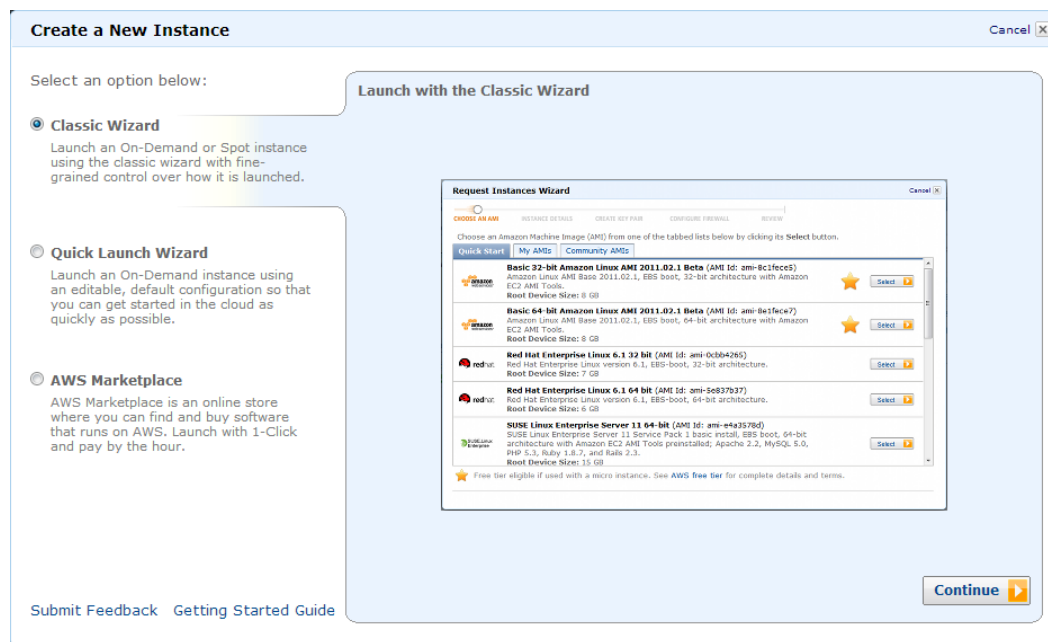 Create a New Instance
Cancel
Select an option below:
Classic Wizard
Launch an On-Demand or Spot instance
using the classic wizard with fine-
grained control over how it is launched.
Quick Launch Wizard
Launch an On-Demand instance using
an editable, default configuration so that
you can get started in the cloud as
quickly as possible.
AWS Marketplace
AWS Marketplace is an online store
where you can find and buy software
that runs on AWS. Launch with 1-Click
and pay by the hour.
Submit Feedback Getting Started Guide
Launch with the Classic Wizard
Request Instances Wizard
Cancel
CHOOSE AN AMI INSTANCE DETAILS CREATE KEY PAIR CONFIGURE FIREWALL REVIEW
Choose an Amazon Machine Image (AMI) from one of the tabbed lists below by clicking its Select button.
Quick Start My AMIs Community AMIs
Basic 32-bit Amazon Linux AMI 2011.02.1 Beta (AMI Id: ami-8c1fece5)
Amazon Linux AMI Base 2011.02.1, EBS boot, 32-bit architecture with Amazon
EC2 AMI Tools.
Root Device Size: 8 GB
amazon
Select
Basic 64-bit Amazon Linux AMI 2011.02.1 Beta (AMI Id: ami-8e1fece7)
Amazon Linux AMI Base 2011.02.1, EBS boot, 64-bit architecture with Amazon
EC2 AMI Tools.
Root Device Size: 8 GB
amazon
Select
Red Hat Enterprise Linux 6.1 32 bit (AMI Id: ami-0cbb4265)
Red Hat Enterprise Linux version 6.1, EBS-boot, 32-bit architecture.
Root Device Size: 7 GB
redhat
Select
Red Hat Enterprise Linux 6.1 64 bit (AMI Id: ami-5e837b37)
Red Hat Enterprise Linux version 6.1, EBS-boot, 64-bit architecture.
Root Device Size: 6 GB
redhat
Select
SUSE Linux Enterprise Server 11 64-bit (AMI Id: ami-e4a3578d)
SUSE Linux Enterprise Server 11 Service Pack 1 basic install, EBS boot, 64-bit
architecture with Amazon EC2 AMI Tools preinstalled; Apache 2.2, MySQL 5.0,
PHP 5.3, Ruby 1.8.7, and Rails 2.3.
Root Device Size: 15 GB
SUSE Linux
Enterprise
Select
Free tier eligible if used with a micro instance. See AWS free tier for complete details and terms.
Continue